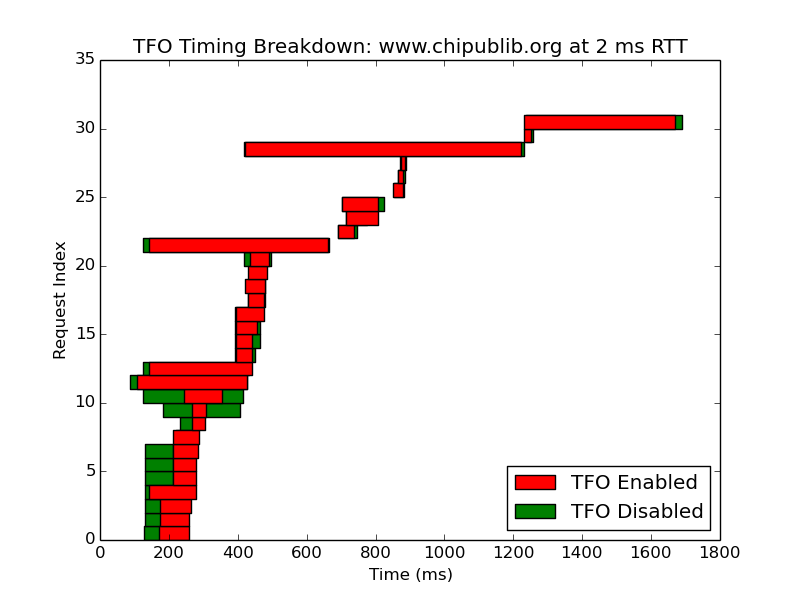 TFO Timing Breakdown: www.chipublib.org at 2 ms RTT
35
30
25
20
15
10
5
0
Request Index
0 200 400 600 800 1000 1200 1400 1600 1800
Time (ms)
TFO Enabled
TFO Disabled